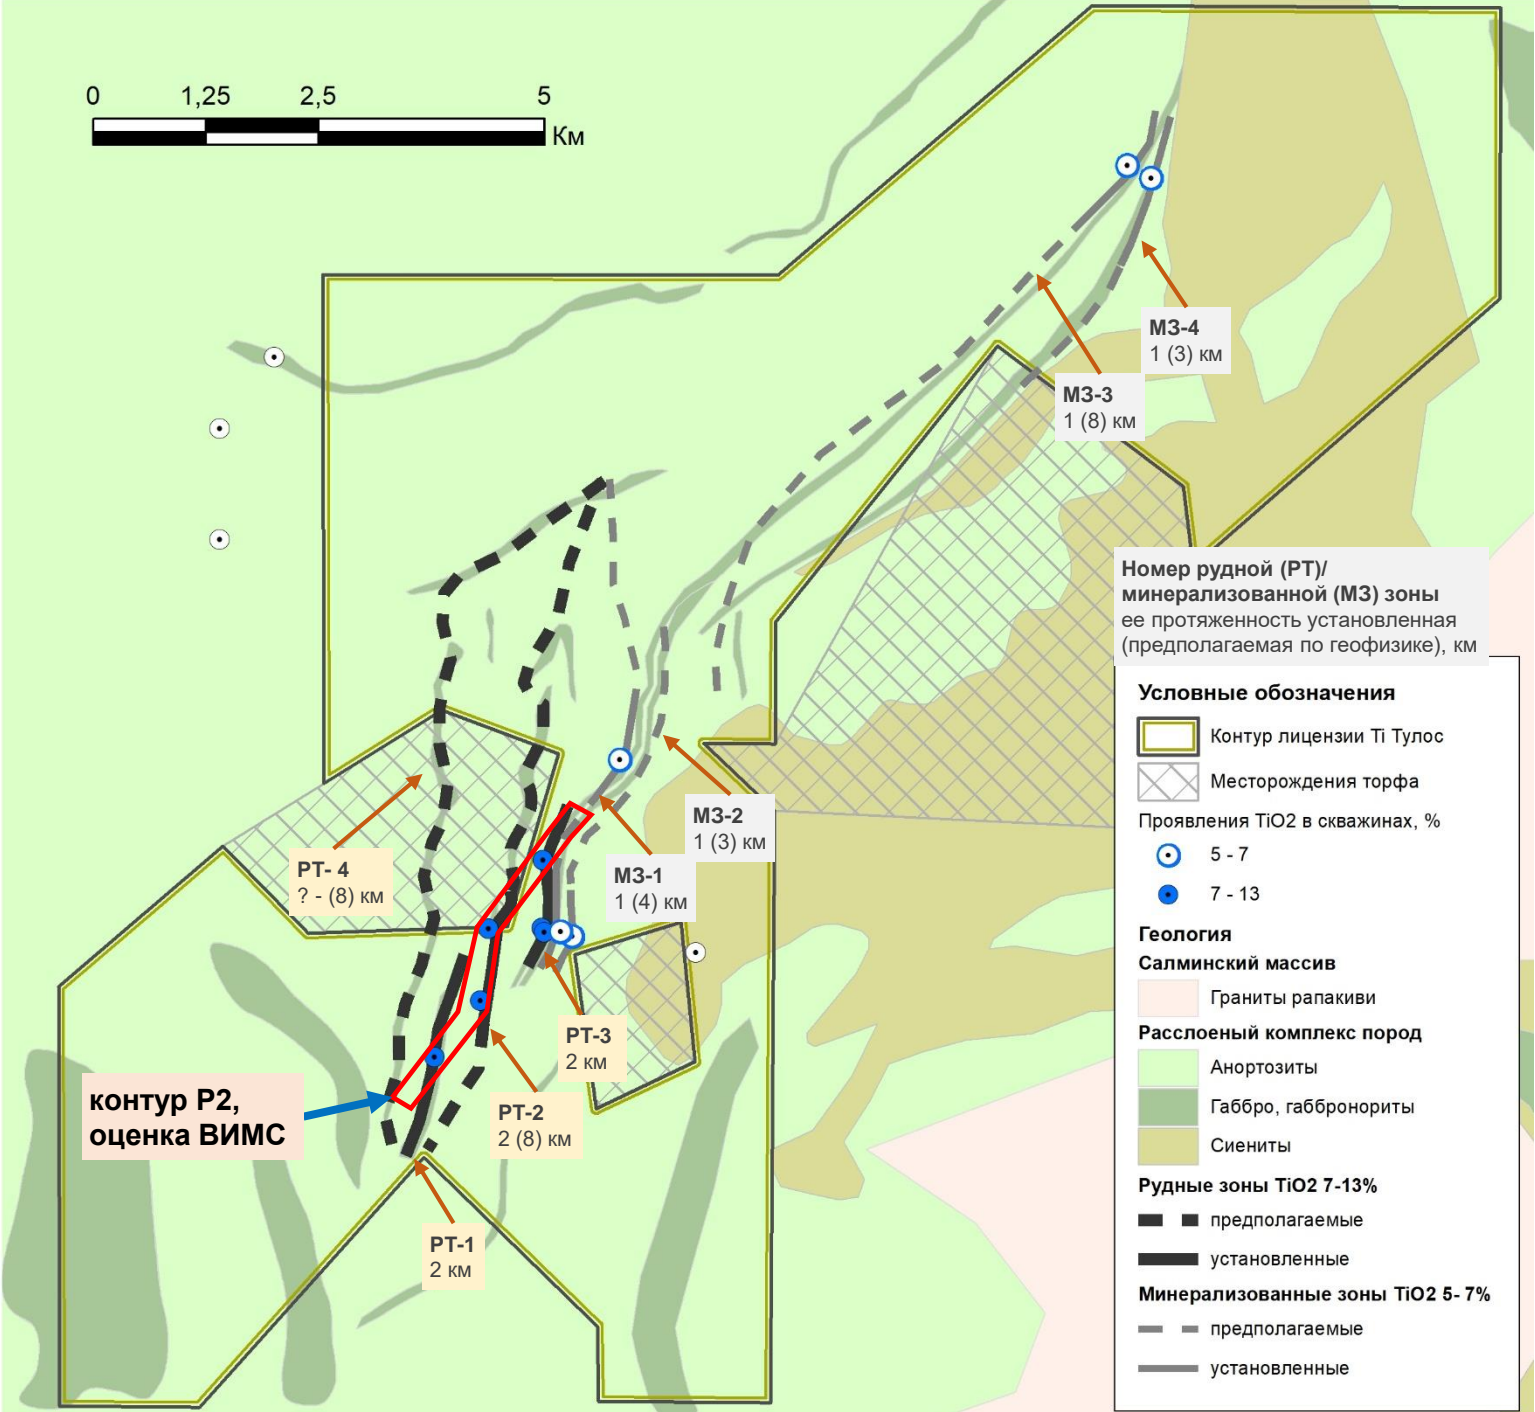 0 1,25 2,5 5
Км
МЗ-4
1 (3) км
МЗ-3
1 (8) км
Номер рудной (РТ)/
минерализованной (МЗ) зоны
ее протяженность установленная
(предполагаемая по геофизике), км
Условные обозначения
Контур лицензии Ti Тулос
Месторождения торфа
Проявления TiO2 в скважинах, %
5 - 7
7 - 13
Геология
Салминский массив
Граниты рапакиви
Расслоеный комплекс пород
Анортозиты
Габбро, габбронориты
Сиениты
Рудные зоны TiO2 7-13%
предполагаемые
установленные
Минерализованные зоны TiO2 5- 7%
предполагаемые
установленные
МЗ-2
1 (3) км
МЗ-1
1 (4) км
РТ- 4
? - (8) км
РТ-3
2 км
РТ-2
2 (8) км
контур Р2,
оценка ВИМС
РТ-1
2 км